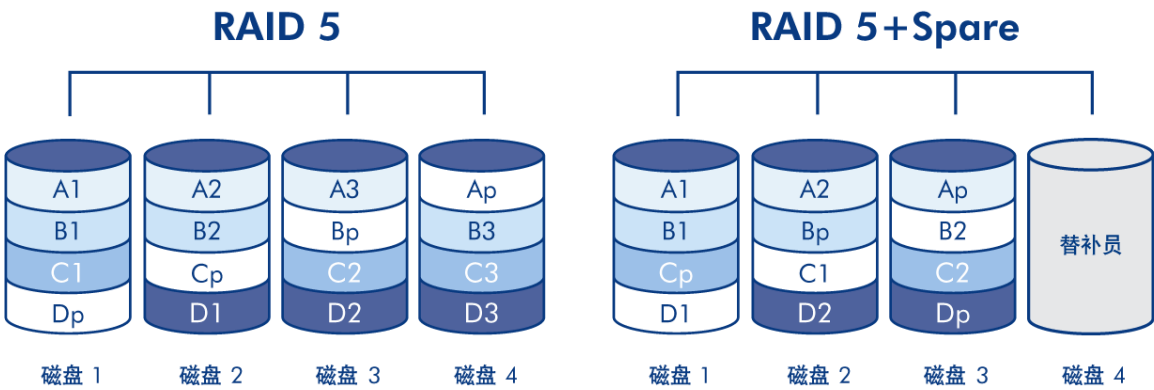 RAID 5
A1
A2
A3
Ap
B1
B2
Bp
B3
C1
Cp
C2
C3
Dp
D1
D2
D3
磁盘 1
磁盘 2
磁盘 3
磁盘 4
RAID 5+Spare
A1
A2
Ap
B1
Bp
B2
替补员
Cp
C1
C2
D1
D2
Dp
磁盘 1
磁盘 2
磁盘 3
磁盘 4